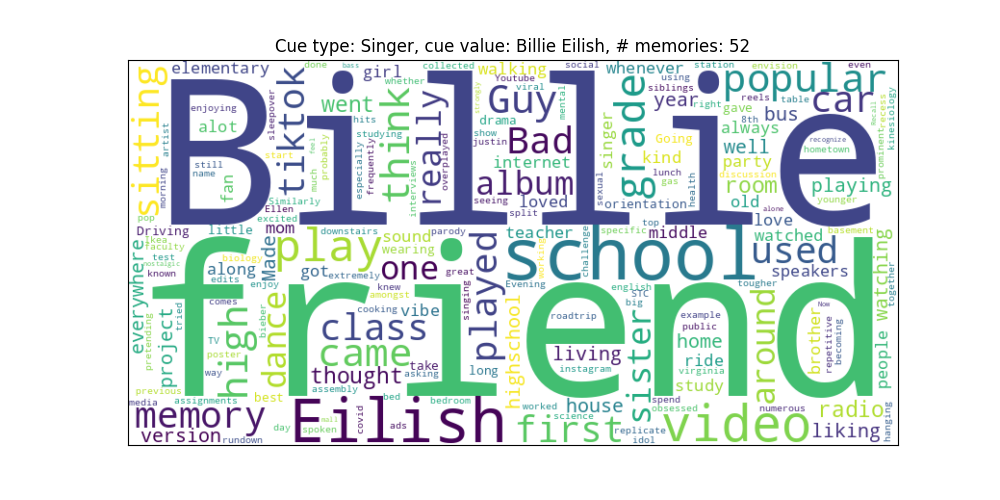 Cue type: Singer, cue value: Billie Eilish, # memories: 52
Billie
friend
school
Eilish
video
play
played
popular
sitting
elementary
done
bass
collected
walking
Youtube
viral
social
whenever
station
envision
even
girl
tiktok
went
think
hits
studying
whether
really
overplayed
drama
show
justin
Guy
Bad
internet
album
seeing
split
loved
mental
strangly
sexual
orientation
singer
grade
year
using
siblings
right
reels
table
gave
8th
bus
car
always
well
Going
kind
lunch
gas
health
party
discussion
room
old
love
alone
top
recognize
hometown
playing
younger
prominent
Recall
recess
kinesiology
enjoying
alot
still
name
fan
artist
morning
pop
sleepover
start
Similarly
much
feel
probably
especially
frequently
interviews
Driving
little
Ellen
excited
mom
downstairs
parody
teacher
specific
middle
watched
basement
Ikea
faculty
test
biology
nostalgic
known
along
edits
enjoy
Made
sound
wearing
got
extremely
one
knew
great
amongst
singing
working
challenge
Evening
english
big
STC
tougher
used
speakers
together
Watching
people
everywhere
pretending
project
tried
comes
TV
poster
way
high
dance
bieber
cooking
vibe
class
came
thought
take
asking
long
highschool
roadtrip
living
instagram
sister
example
public
home
ride
virginia
study
around
Now
repetitive
becoming
brother
previous
media
assignments
best
assembly
bed
bedroom
memory
version
rundown
day
spoken
covid
nail
ads
first
worked
science
house
replicate
idol
spend
obsessed
numerous
radio
liking
hanging